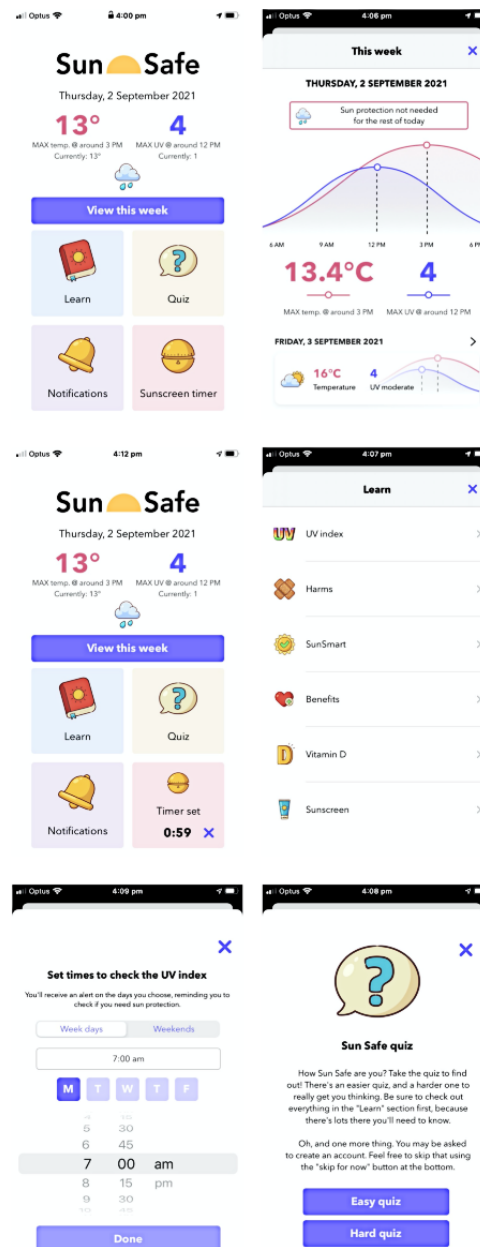 Optus 4:00 pm
Sun Safe
Thursday, 2 September 2021
13° 4
MAX temp. @ around 3 PM MAX UV @ around 12 PM
Currently: 13° Currently: 1
View this week
Learn Quiz
Notifications Sunscreen timer
Optus 4:06 pm
This week
THURSDAY, 2 SEPTEMBER 2021
Sun protection not needed
for the rest of today
6 AM 9 AM 12 PM 3 PM 6 P
13.4°C 4
MAX temp. @ around 3 PM MAX UV @ around 12 PM
FRIDAY, 3 SEPTEMBER 2021
16°C 4
Temperature UV moderate
Optus 4:12 pm
Sun Safe
Thursday, 2 September 2021
13° 4
MAX temp. @ around 3 PM MAX UV @ around 12 PM
Currently: 13° Currently: 1
View this week
Learn Quiz
Timer set
Notifications 0:59
Optus 4:07 pm
Learn
UV UV index
Harms
SunSmart
Benefits
D Vitamin D
Sunscreen
Optus 4:09 pm
Set times to check the UV index
You'll receive an alert on the days you choose, reminding you to
check if you need sun protection.
Week days Weekends
7:00 am
M T W T F
5 30
6 45
7 00 am
8 15 pm
9 30
Done
Optus 4:08 pm
Sun Safe quiz
How Sun Safe are you? Take the quiz to find
out! There's an easier quiz, and a harder one to
really get you thinking. Be sure to check out
everything in the "Learn" section first, because
there's lots there you'll need to know.
Oh, and one more thing. You may be asked
to create an account. Feel free to skip that using
the "skip for now" button at the bottom.
Easy quiz
Hard quiz